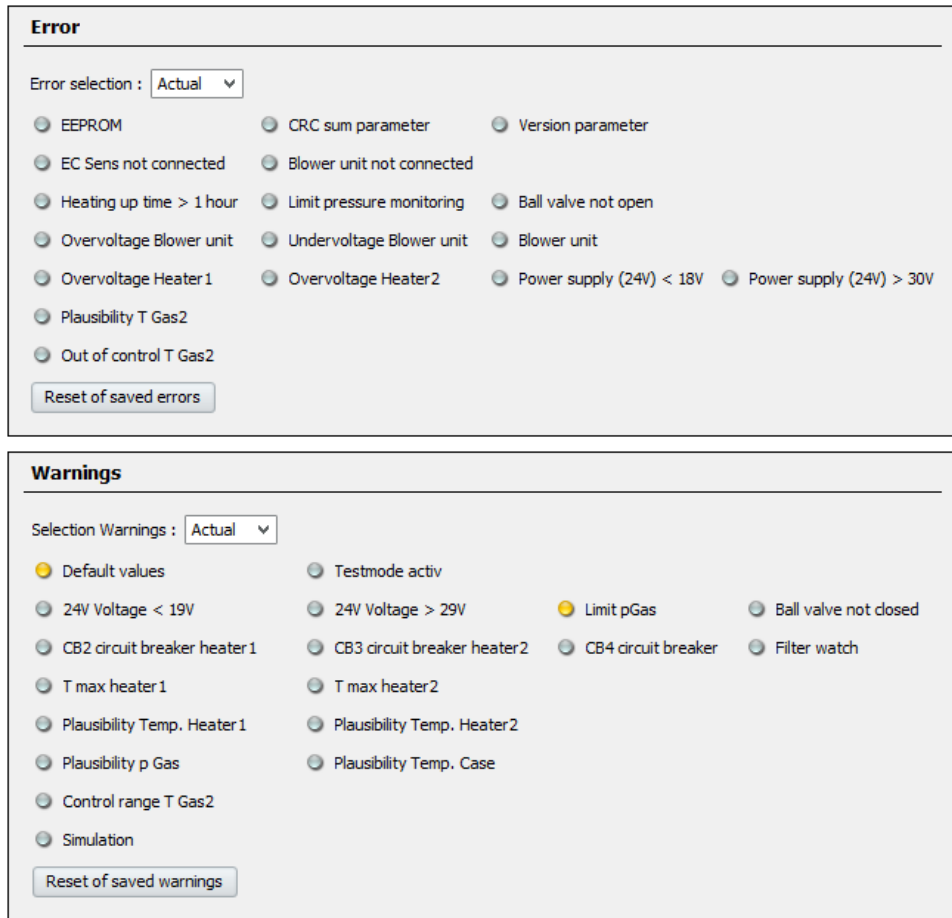 Error
Error selection : Actual
EEPROM CRC sum parameter Version parameter
EC Sens not connected Blower unit not connected
Heating up time > 1 hour Limit pressure monitoring Ball valve not open
Overvoltage Blower unit Undervoltage Blower unit Blower unit
Overvoltage Heater1 Overvoltage Heater2 Power supply (24V) < 18V Power supply (24V) > 30V
Plausibility T Gas2
Out of control T Gas2
Reset of saved errors
Warnings
Selection Warnings : Actual
Default values Testmode activ
24V Voltage < 19V 24V Voltage > 29V Limit pGas Ball valve not closed
CB2 circuit breaker heater1 CB3 circuit breaker heater2 CB4 circuit breaker Filter watch
T max heater1 T max heater2
Plausibility Temp. Heater1 Plausibility Temp. Heater2
Plausibility p Gas Plausibility Temp. Case
Control range T Gas2
Simulation
Reset of saved warnings